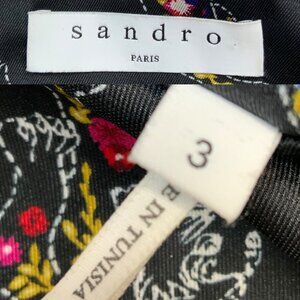 sandro
PARIS
3
E IN TUNISIA